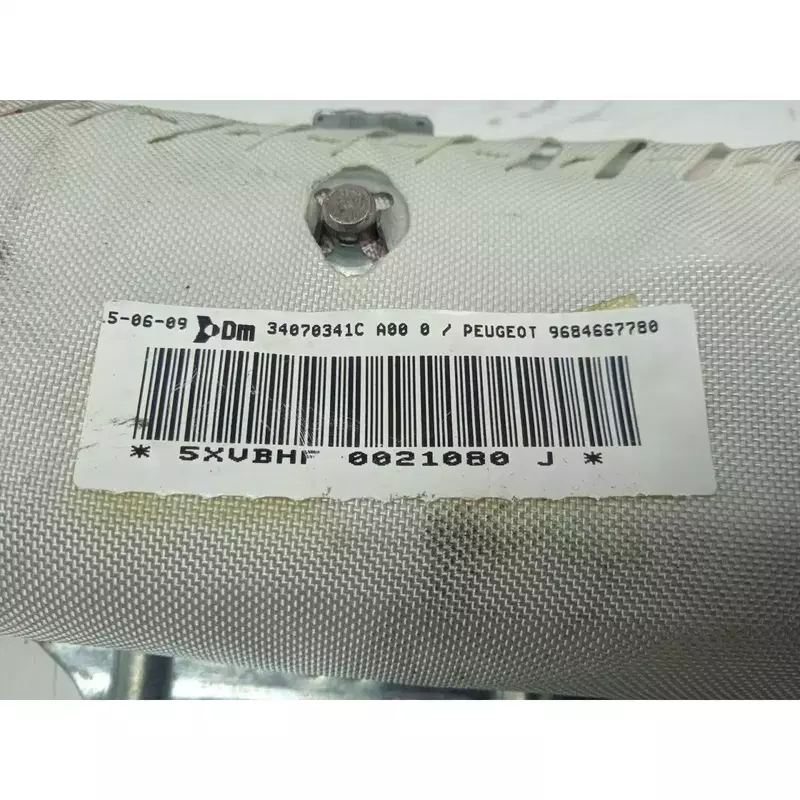 .5-06-09 Dm 34070341C A00 0 / PEUGEOT 9684667780
* 5XVBHF 0021080 J *